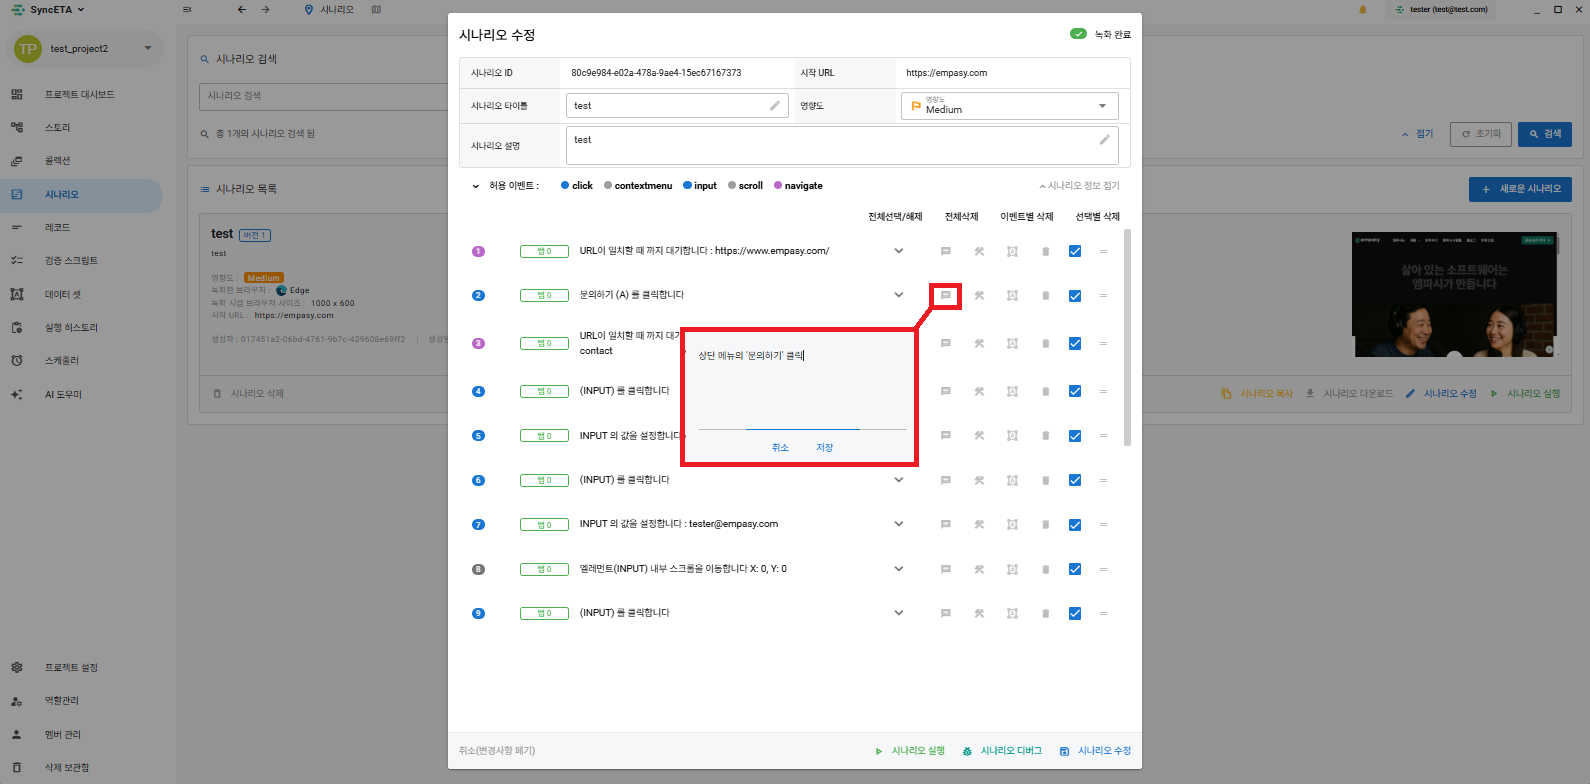 SyncETA
시나리오
tester (test@test.com)
TP
test_project2
프로젝트 대시보드
스토리
콜렉션
시나리오
레코드
검증 스크립트
데이터 셋
실행 히스토리
스케줄러
AI 도우미
프로젝트 설정
역할관리
멤버 관리
삭제 보관함
시나리오 검색
시나리오 검색
총 1개의 시나리오 검색 됨
접기
초기화
검색
시나리오 목록
새로운 시나리오
test 버전 1
test
영향도 : Medium
녹화한 브라우저 : Edge
녹화 시점 브라우저 사이즈 : 1000 x 600
시작 URL : https://empasy.com
생성자 : 017451a2-06bd-4761-9b7c-429608e69ff2 | 생성일
시나리오 삭제
empasy
살아 있는 소프트웨어는
엠파시가 만듭니다
시나리오 복사
시나리오 다운로드
시나리오 수정
시나리오 실행
시나리오 수정
녹화 완료
시나리오 ID 80c9e984-e02a-478a-9ae4-15ec67167373 시작 URL https://empasy.com
시나리오 타이틀 test 영향도 영향도 Medium
시나리오 설명 test
허용 이벤트 : click contextmenu input scroll navigate 시나리오 정보 접기
전체선택/해제 전체삭제 이벤트별 삭제 선택별 삭제
1 탭 0 URL이 일치할 때 까지 대기합니다 : https://www.empasy.com/
2 탭 0 문의하기 (A) 를 클릭합니다
3 탭 0 URL이 일치할 때 까지 대기
contact
상단 메뉴의 '문의하기' 클릭
취소 저장
4 탭 0 (INPUT) 를 클릭합니다
5 탭 0 INPUT 의 값을 설정합니다
6 탭 0 (INPUT) 를 클릭합니다
7 탭 0 INPUT 의 값을 설정합니다 : tester@empasy.com
8 탭 0 엘레먼트(INPUT) 내부 스크롤을 이동합니다 X: 0, Y: 0
9 탭 0 (INPUT) 를 클릭합니다
취소(변경사항 폐기)
시나리오 실행
시나리오 디버그
시나리오 수정